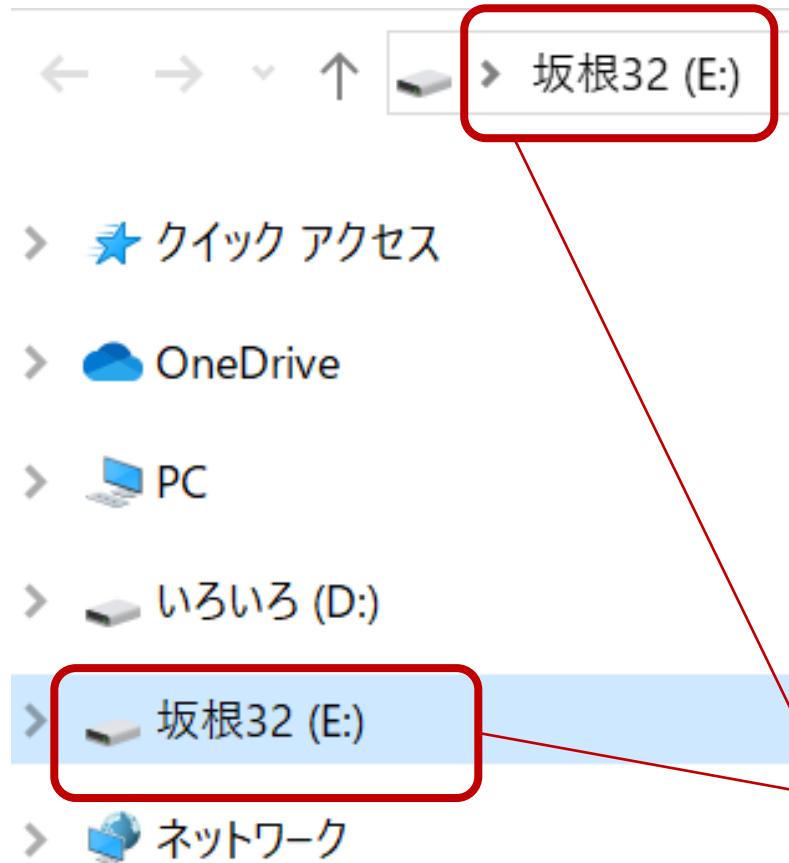 坂根32 (E:)
クイック アクセス
OneDrive
PC
いろいろ (D:)
坂根32 (E:)
ネットワーク